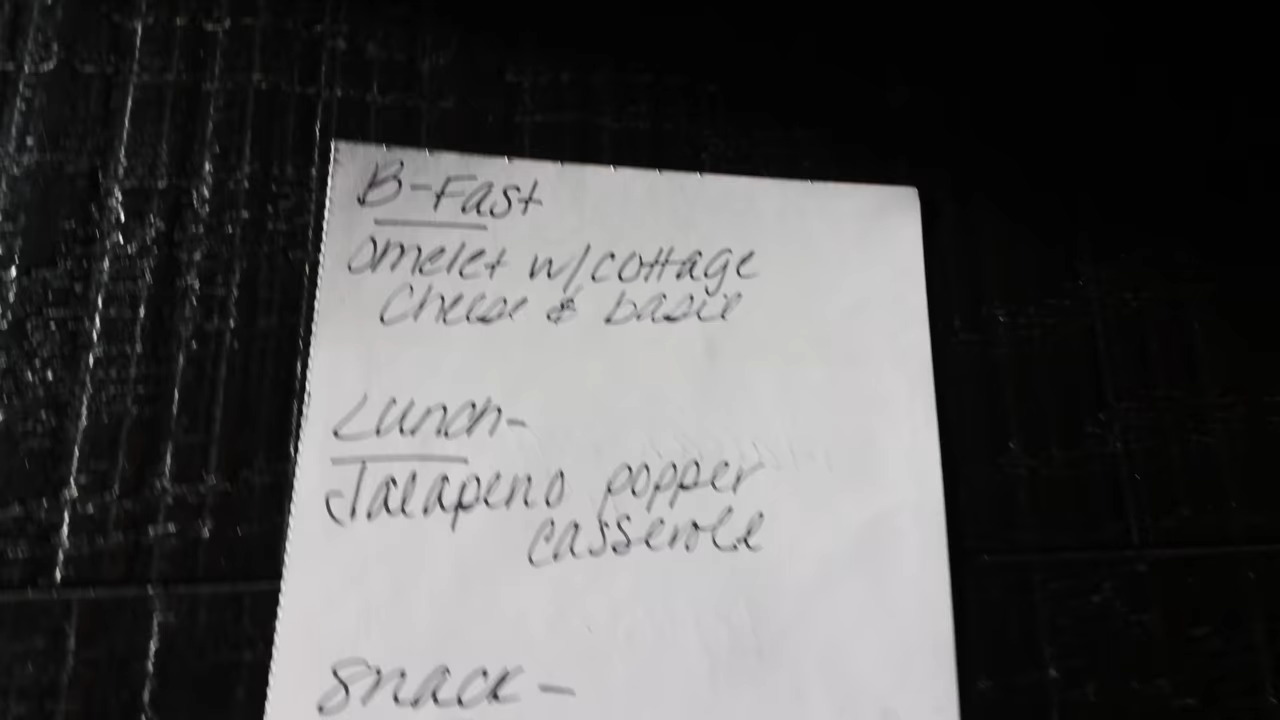 B-Fast
omelet w/cottage
cheese & basil
Lunch-
Jalapeno popper
casserole
snack-